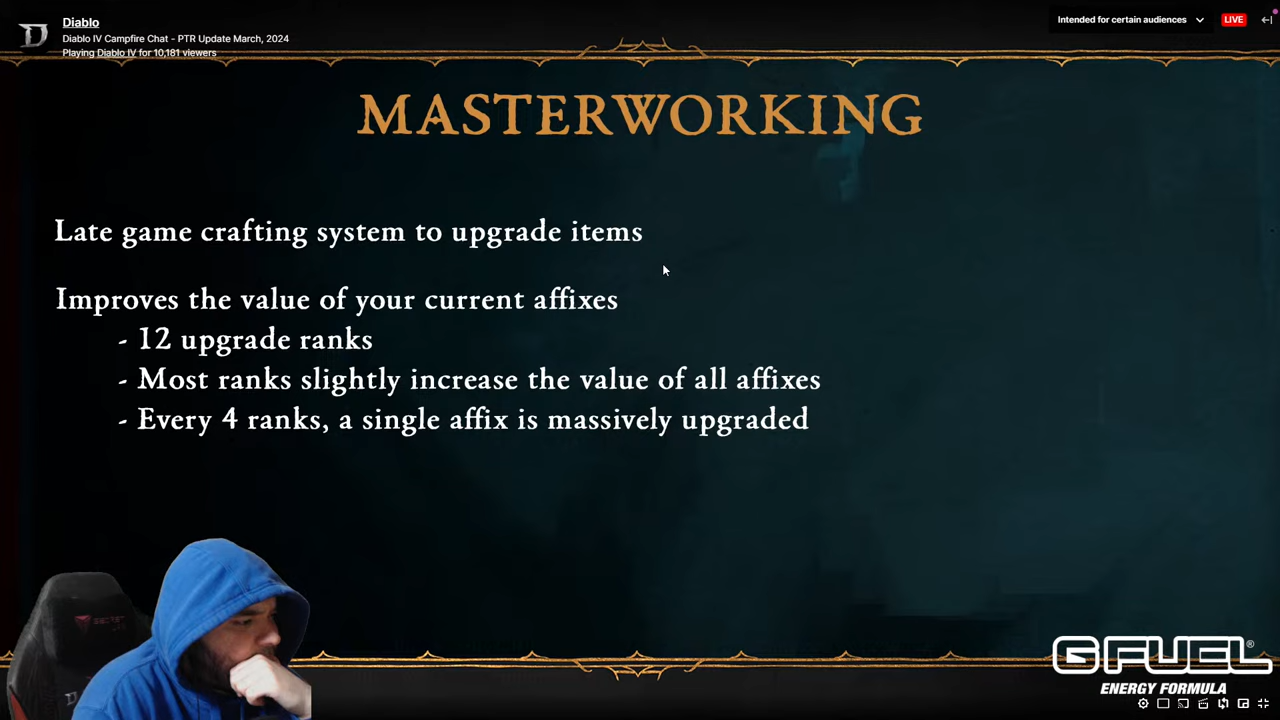 Diablo
Diablo IV Campfire Chat - PTR Update March, 2024
Playing Diablo IV for 10,181 viewers
Intended for certain audiences
LIVE
MASTERWORKING
Late game crafting system to upgrade items
Improves the value of your current affixes
- 12 upgrade ranks
- Most ranks slightly increase the value of all affixes
- Every 4 ranks, a single affix is massively upgraded
G FUEL®
ENERGY FORMULA